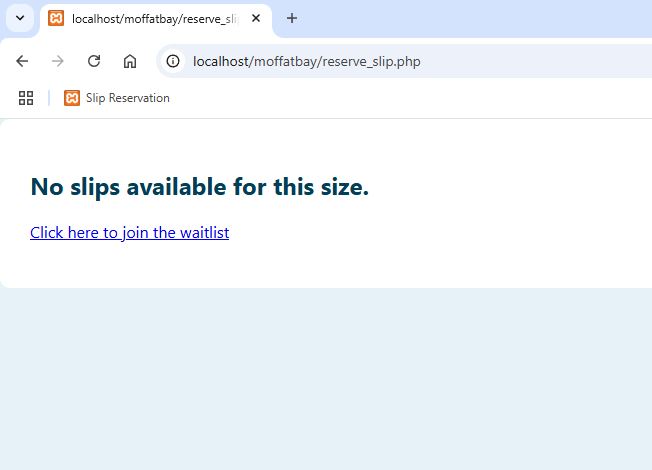 localhost/moffatbay/reserve_sli
localhost/moffatbay/reserve_slip.php
Slip Reservation
No slips available for this size.
Click here to join the waitlist